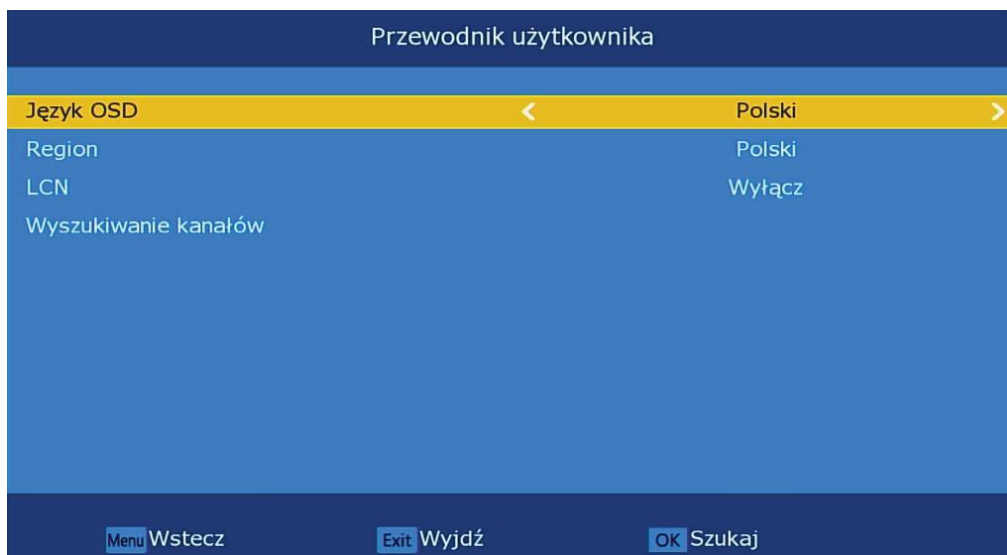 Przewodnik użytkownika
Język OSD < Polski >
Region Polski
LCN Wyłącz
Wyszukiwanie kanałów
Menu Wstecz Exit Wyjdź OK Szukaj